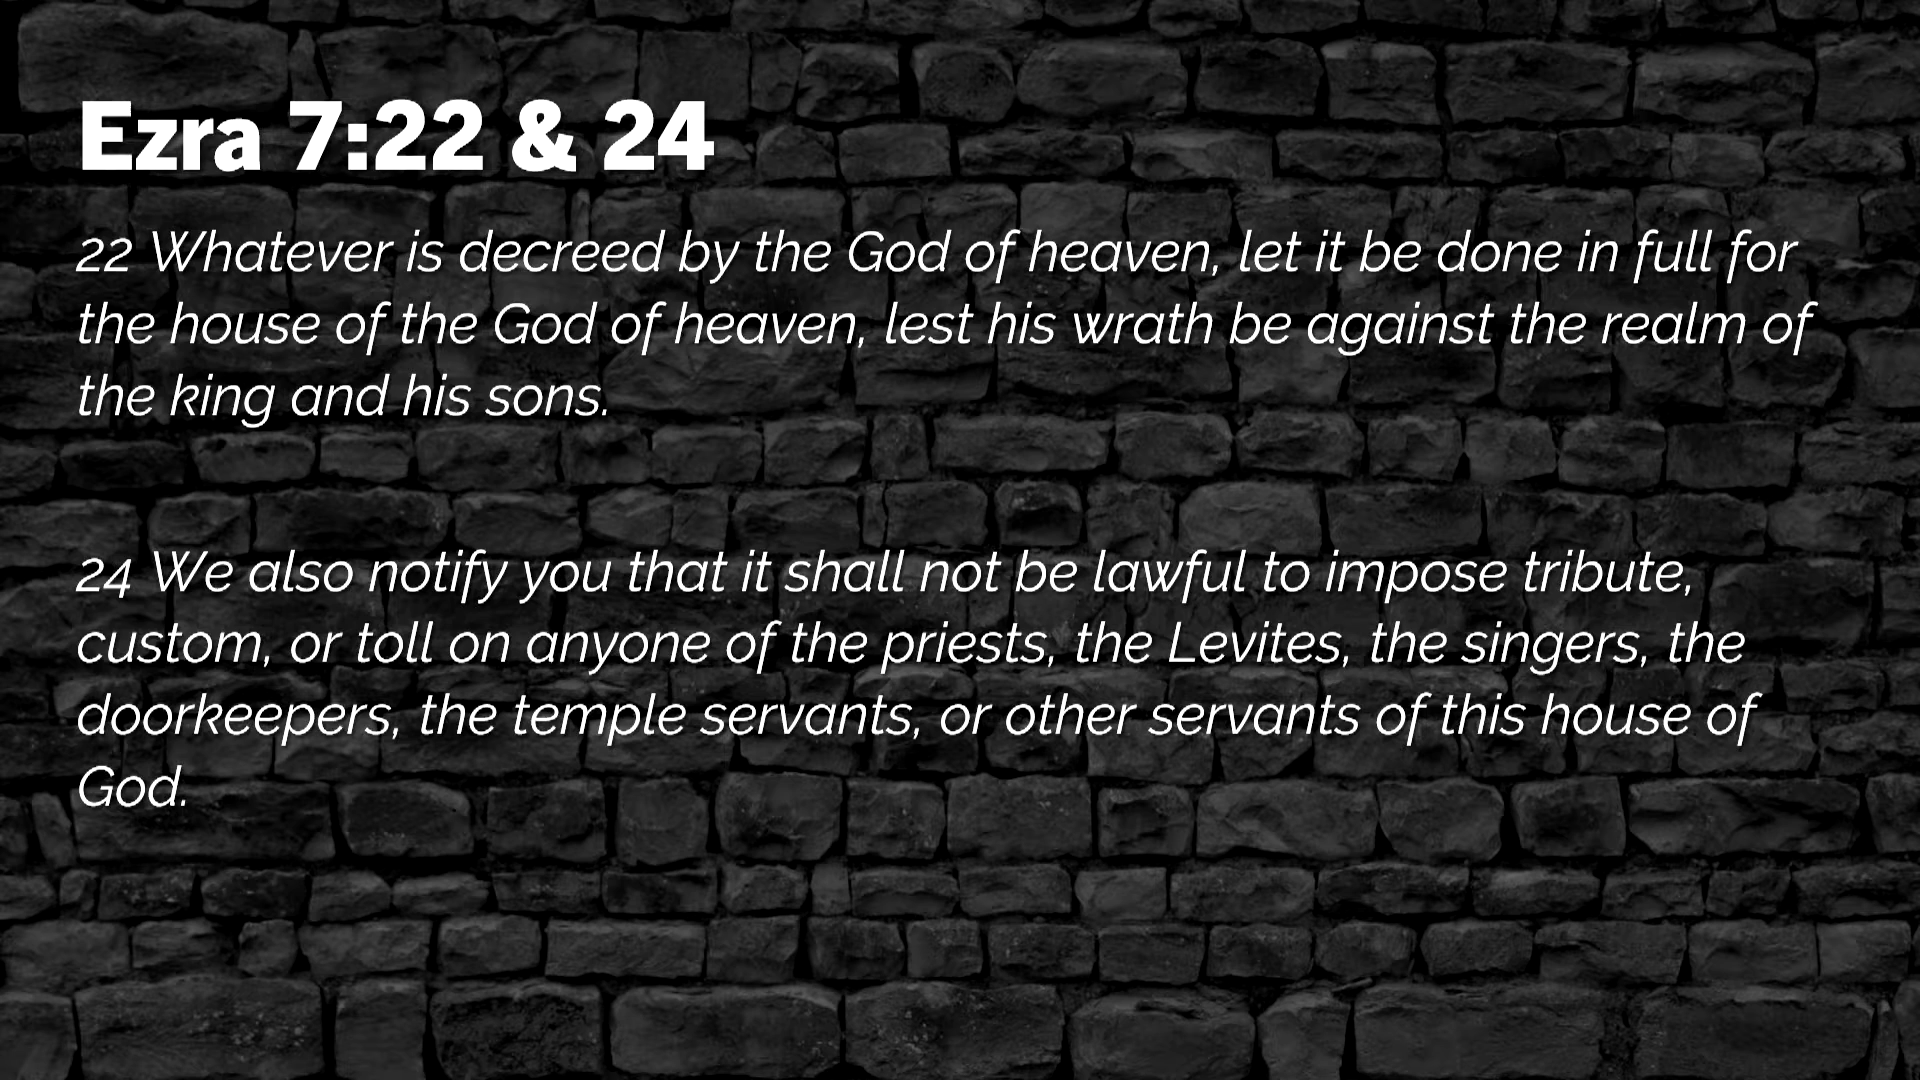 Ezra 7:22 & 24
22 Whatever is decreed by the God of heaven, let it be done in full for
the house of the God of heaven, lest his wrath be against the realm of
the king and his sons.
24 We also notify you that it shall not be lawful to impose tribute,
custom, or toll on anyone of the priests, the Levites, the singers, the
doorkeepers, the temple servants, or other servants of this house of
God.